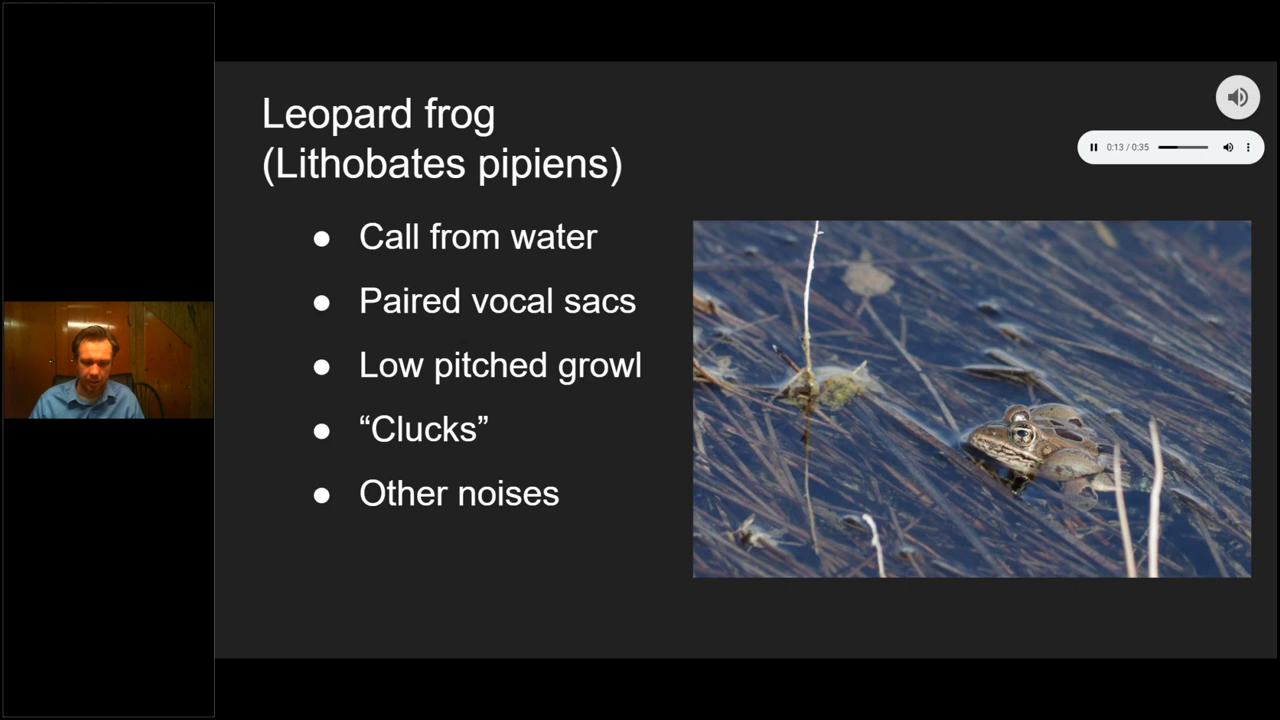 Leopard frog
(Lithobates pipiens)
0:13 / 0:35
● Call from water
● Paired vocal sacs
● Low pitched growl
● “Clucks”
● Other noises